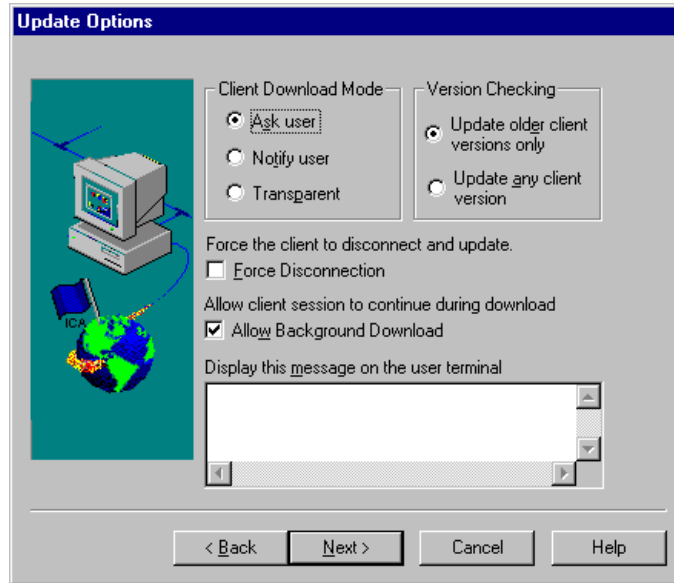 Update Options
Client Download Mode
Ask user
Notify user
Transparent
Version Checking
Update older client
versions only
Update any client
version
Force the client to disconnect and update.
Force Disconnection
Allow client session to continue during download
Allow Background Download
Display this message on the user terminal
ICA
< Back
Next >
Cancel
Help